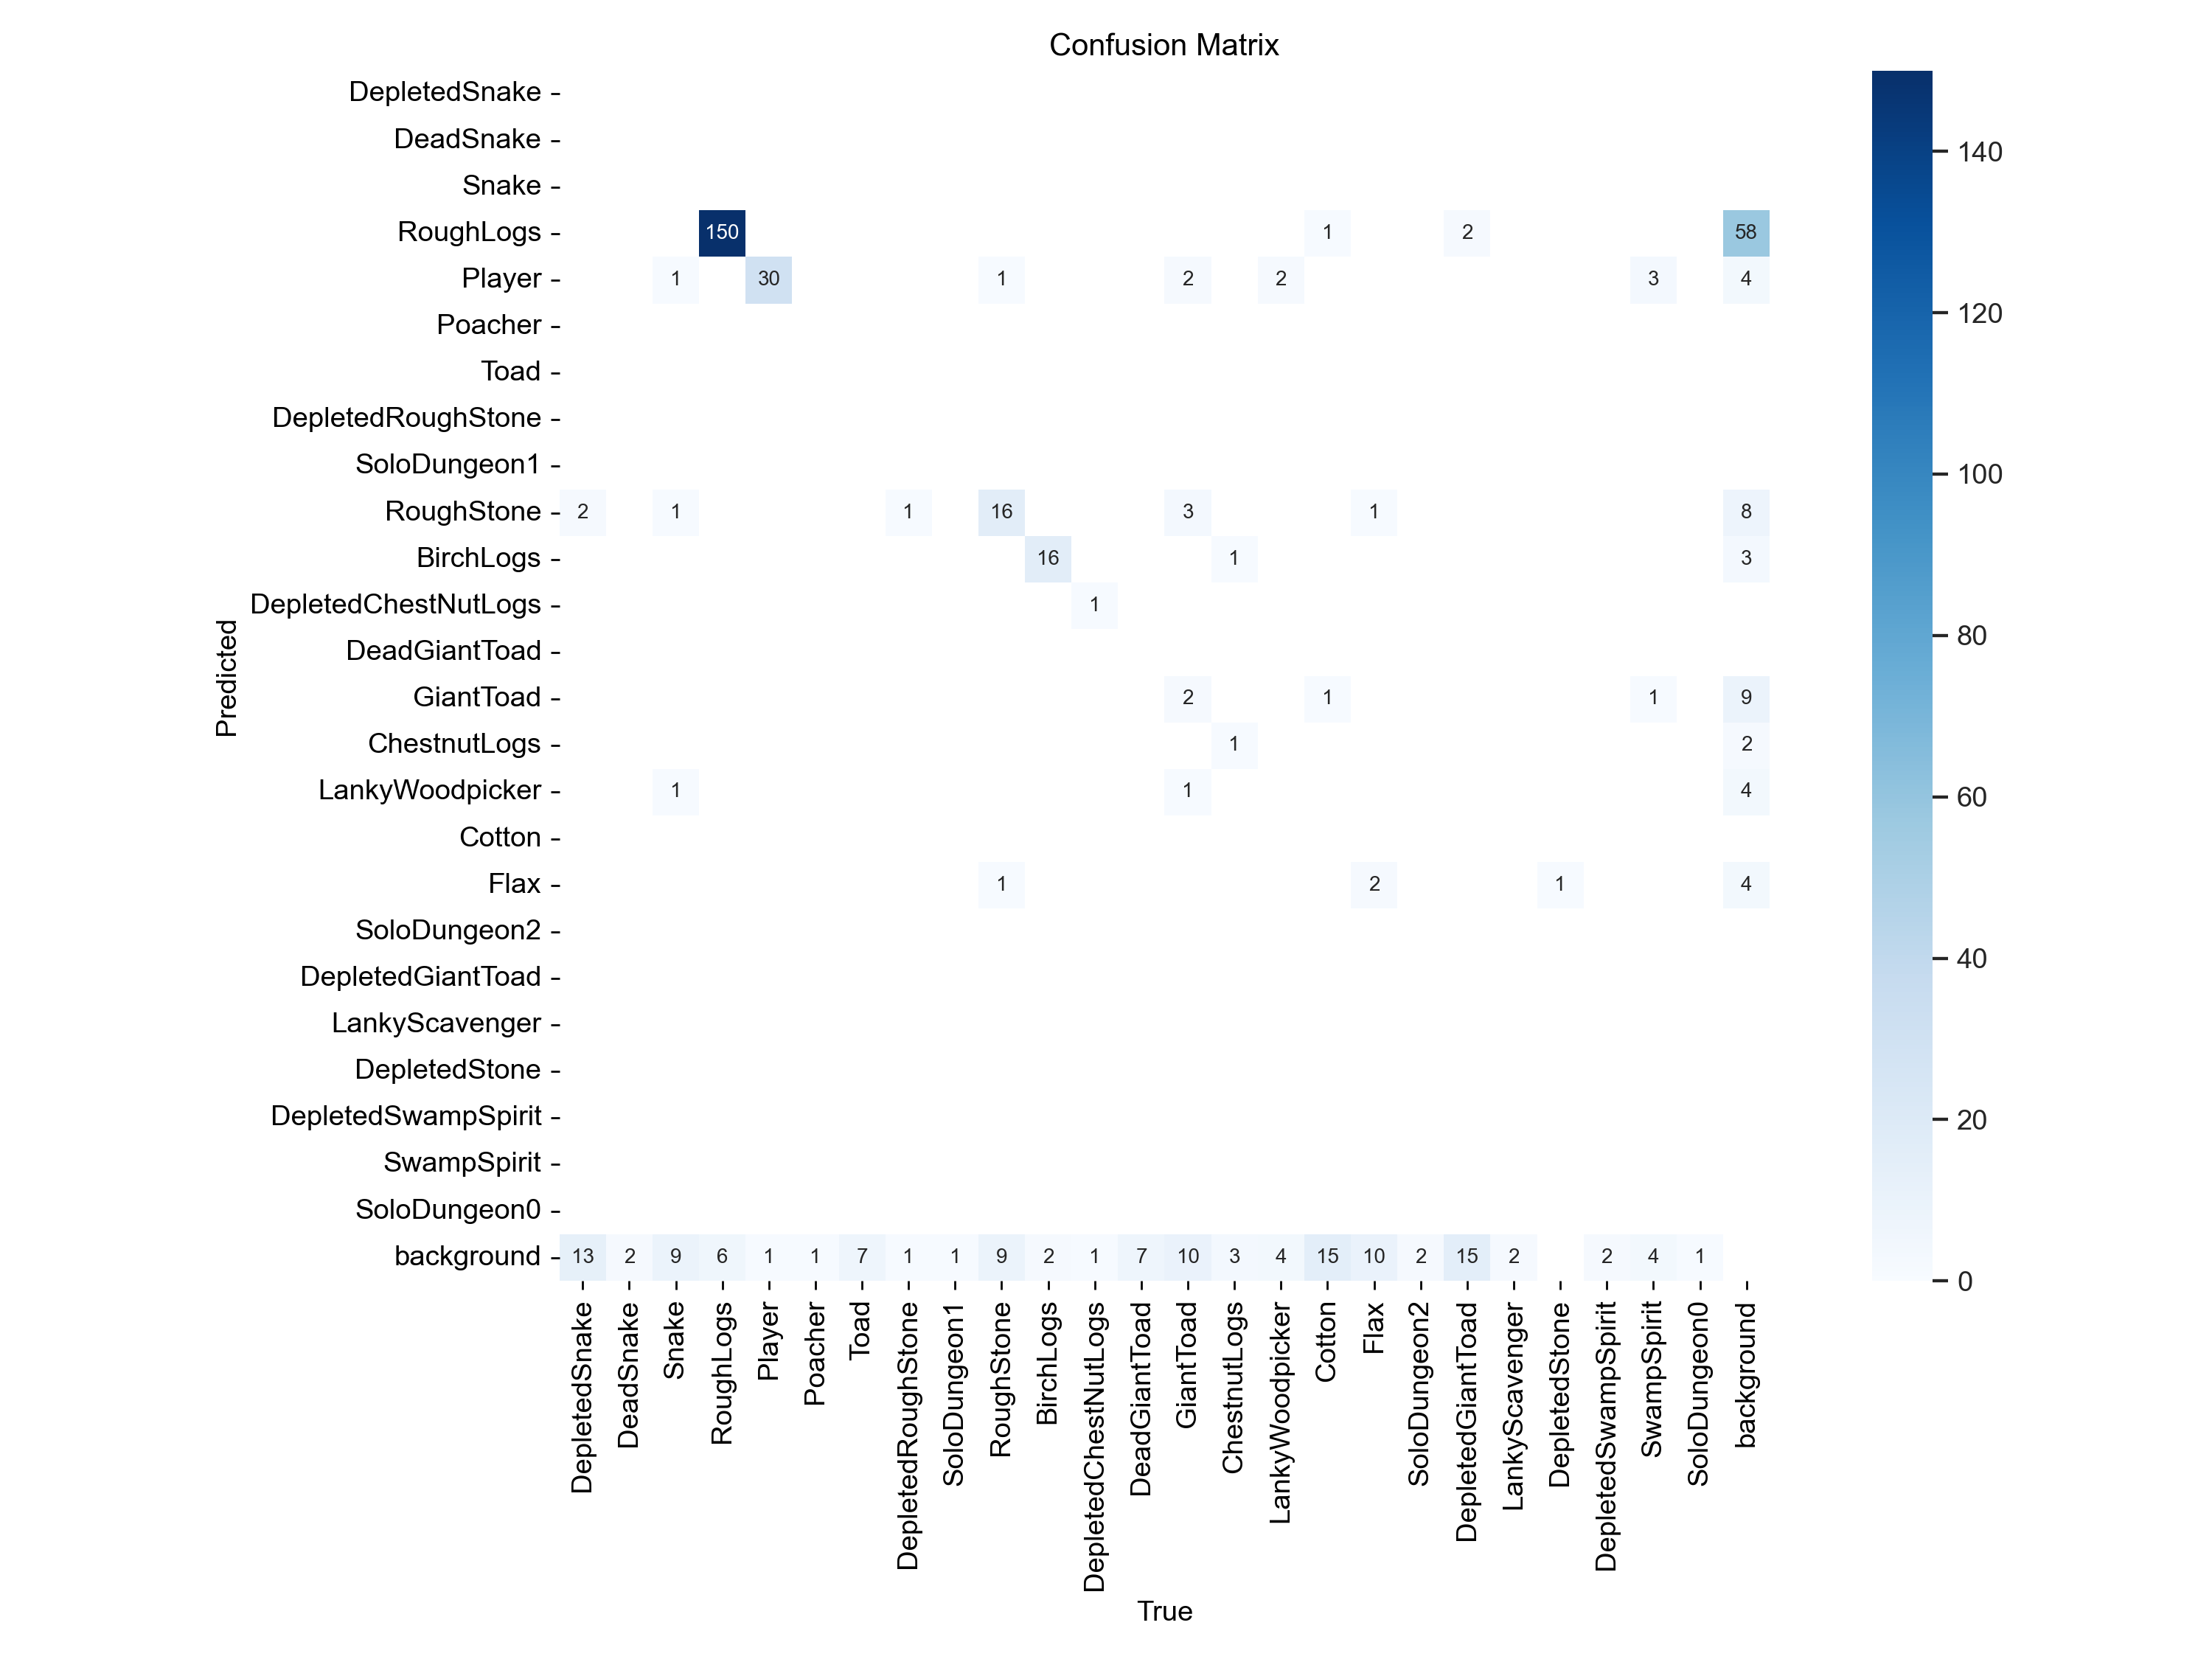 Confusion Matrix
DepletedSnake
DeadSnake
Snake
RoughLogs 150 1 2 58
Player 1 30 1 2 2 3 4
Poacher
Toad
DepletedRoughStone
SoloDungeon1
RoughStone 2 1 1 16 3 1 8
BirchLogs 16 1 3
DepletedChestNutLogs 1
DeadGiantToad
GiantToad 2 1 1 9
ChestnutLogs 1 2
LankyWoodpicker 1 1 4
Cotton
Flax 1 2 1 4
SoloDungeon2
DepletedGiantToad
LankyScavenger
DepletedStone
DepletedSwampSpirit
SwampSpirit
SoloDungeon0
background 13 2 9 6 1 1 7 1 1 9 2 1 7 10 3 4 15 10 2 15 2 2 4 1
Predicted
DepletedSnake
DeadSnake
Snake
RoughLogs
Player
Poacher
Toad
DepletedRoughStone
SoloDungeon1
RoughStone
BirchLogs
DepletedChestNutLogs
DeadGiantToad
GiantToad
ChestnutLogs
LankyWoodpicker
Cotton
Flax
SoloDungeon2
DepletedGiantToad
LankyScavenger
DepletedStone
DepletedSwampSpirit
SwampSpirit
SoloDungeon0
background
True
140
120
100
80
60
40
20
0